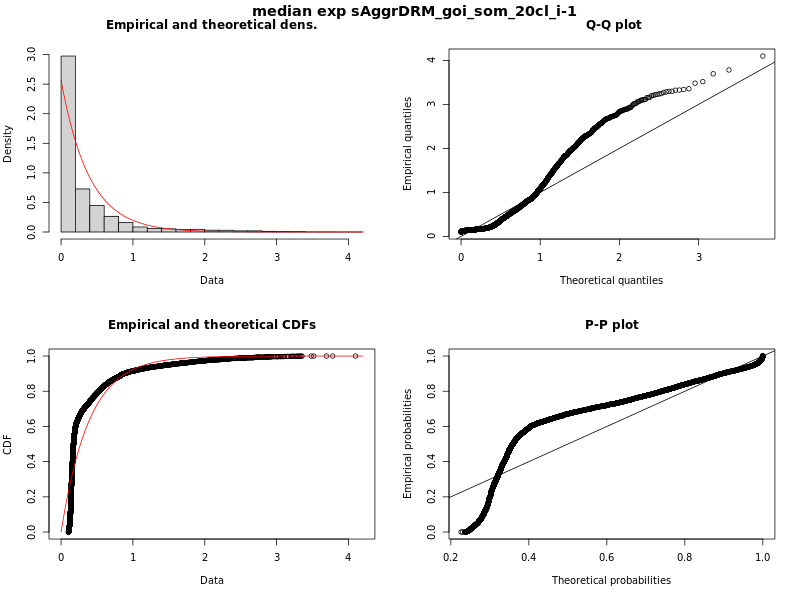 median exp sAggrDRM_goi_som_20cl_i-1
Empirical and theoretical dens.
Density
0.0 0.5 1.0 1.5 2.0 2.5 3.0
0 1 2 3 4
Data
Q-Q plot
Empirical quantiles
0 1 2 3 4
0 1 2 3
Theoretical quantiles
Empirical and theoretical CDFs
CDF
0.0 0.2 0.4 0.6 0.8 1.0
0 1 2 3 4
Data
P-P plot
Empirical probabilities
0.0 0.2 0.4 0.6 0.8 1.0
0.2 0.4 0.6 0.8 1.0
Theoretical probabilities